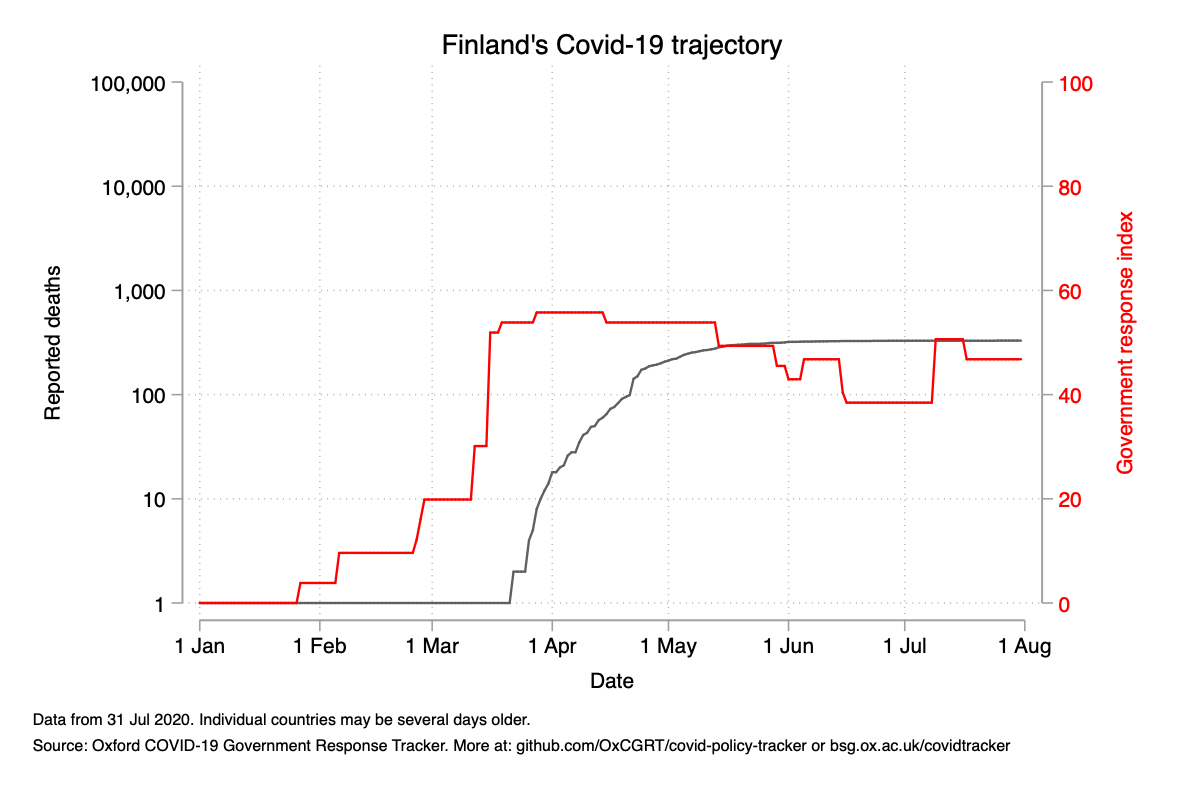 Finland's Covid-19 trajectory
100,000
10,000
1,000
100
10
1
Reported deaths
100
80
60
40
20
0
Government response index
1 Jan 1 Feb 1 Mar 1 Apr 1 May 1 Jun 1 Jul 1 Aug
Date
Data from 31 Jul 2020. Individual countries may be several days older.
Source: Oxford COVID-19 Government Response Tracker. More at: github.com/OxCGRT/covid-policy-tracker or bsg.ox.ac.uk/covidtracker